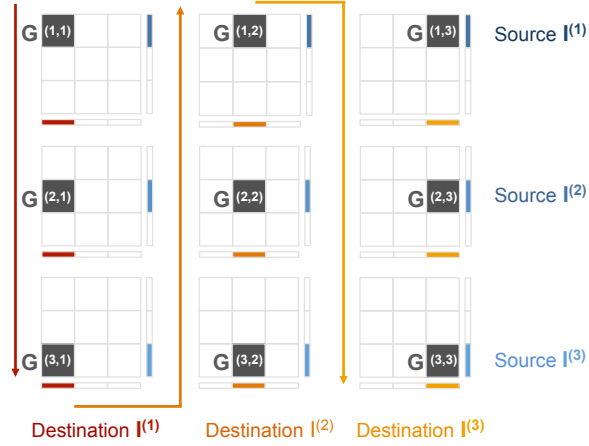 G (1,1) G (1,2) G (1,3) Source I(1)
G (2,1) G (2,2) G (2,3) Source I(2)
G (3,1) G (3,2) G (3,3) Source I(3)
Destination I(1) Destination I(2) Destination I(3)